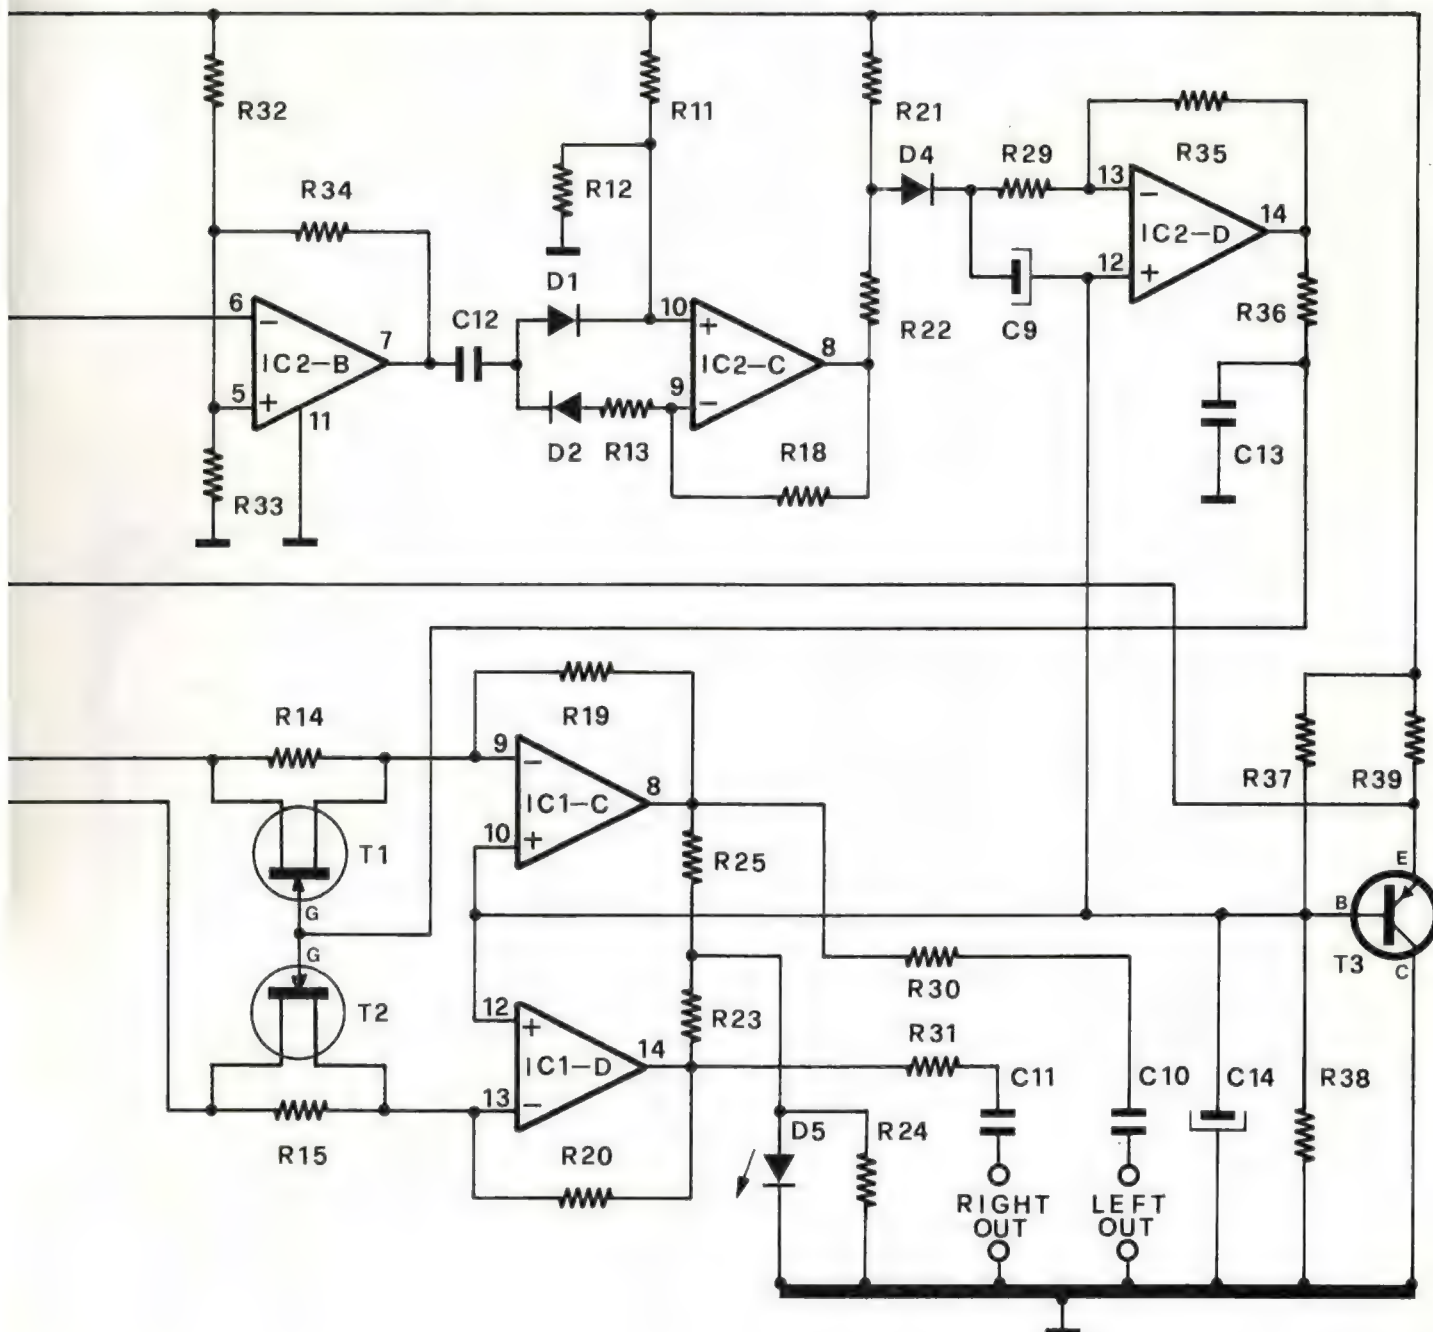 R32
R11
R21
R35
D4
R29
13
−
IC2−D
14
12
+
R34
R12
D1
C9
R36
6
−
7
C12
10
+
R22
IC2−B
IC2−C
8
5
+
11
9
−
D2
R13
R18
C13
R33
R14
R19
9
−
8
R37
R39
IC1−C
10
+
T1
R25
E
G
B
G
T3
C
R30
T2
12
+
R23
R31
14
IC1−D
C11
C10
C14
R38
13
−
D5
R24
R15
R20
RIGHT
OUT
LEFT
OUT